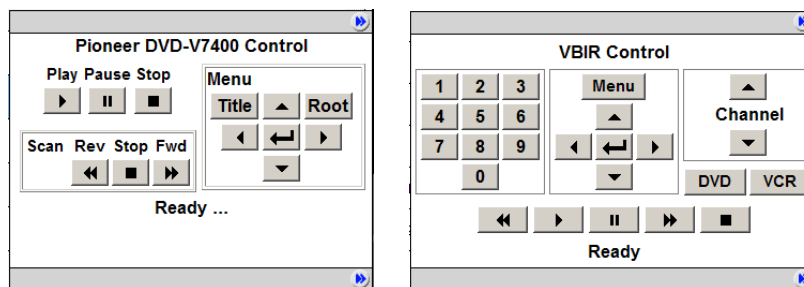 Pioneer DVD-V7400 Control
Play Pause Stop
Menu
Title Root
Scan Rev Stop Fwd
Ready ...
VBIR Control
1 2 3
4 5 6
7 8 9
0
Menu
Channel
DVD VCR
Ready